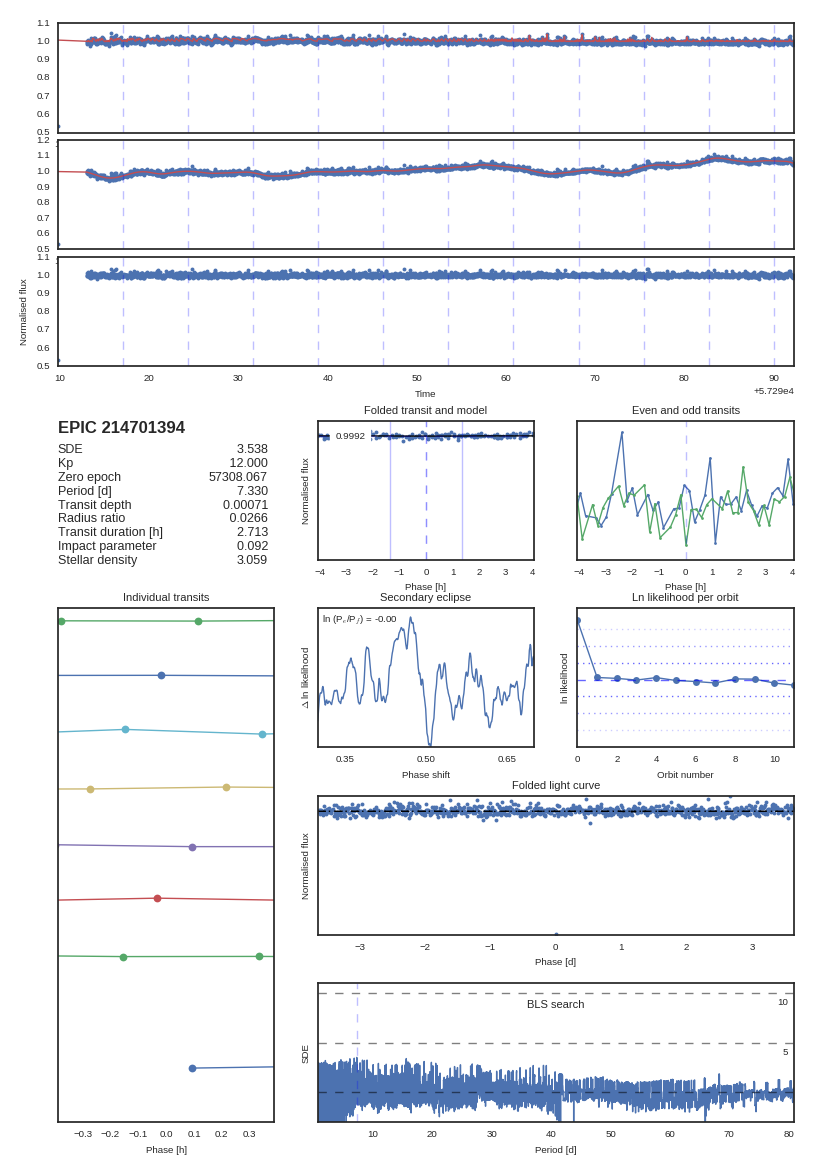 1.1
1.0
0.9
0.8
0.7
0.6
0.5
1.2
1.1
1.0
0.9
0.8
0.7
0.6
0.5
1.1
1.0
0.9
0.8
0.7
0.6
0.5
Normalised flux
10 20 30 40 50 60 70 80 90
Time
+5.729e4
EPIC 214701394
SDE 3.538
Kp 12.000
Zero epoch 57308.067
Period [d] 7.330
Transit depth 0.00071
Radius ratio 0.0266
Transit duration [h] 2.713
Impact parameter 0.092
Stellar density 3.059
Folded transit and model
0.9992
Normalised flux
−4 −3 −2 −1 0 1 2 3 4
Phase [h]
Even and odd transits
−4 −3 −2 −1 0 1 2 3 4
Phase [h]
Individual transits
−0.3 −0.2 −0.1 0.0 0.1 0.2 0.3
Phase [h]
Secondary eclipse
Δ ln likelihood
0.35 0.50 0.65
Phase shift
Ln likelihood per orbit
ln likelihood
0 2 4 6 8 10
Orbit number
Folded light curve
Normalised flux
−3 −2 −1 0 1 2 3
Phase [d]
BLS search
10
5
SDE
10 20 30 40 50 60 70 80
Period [d]